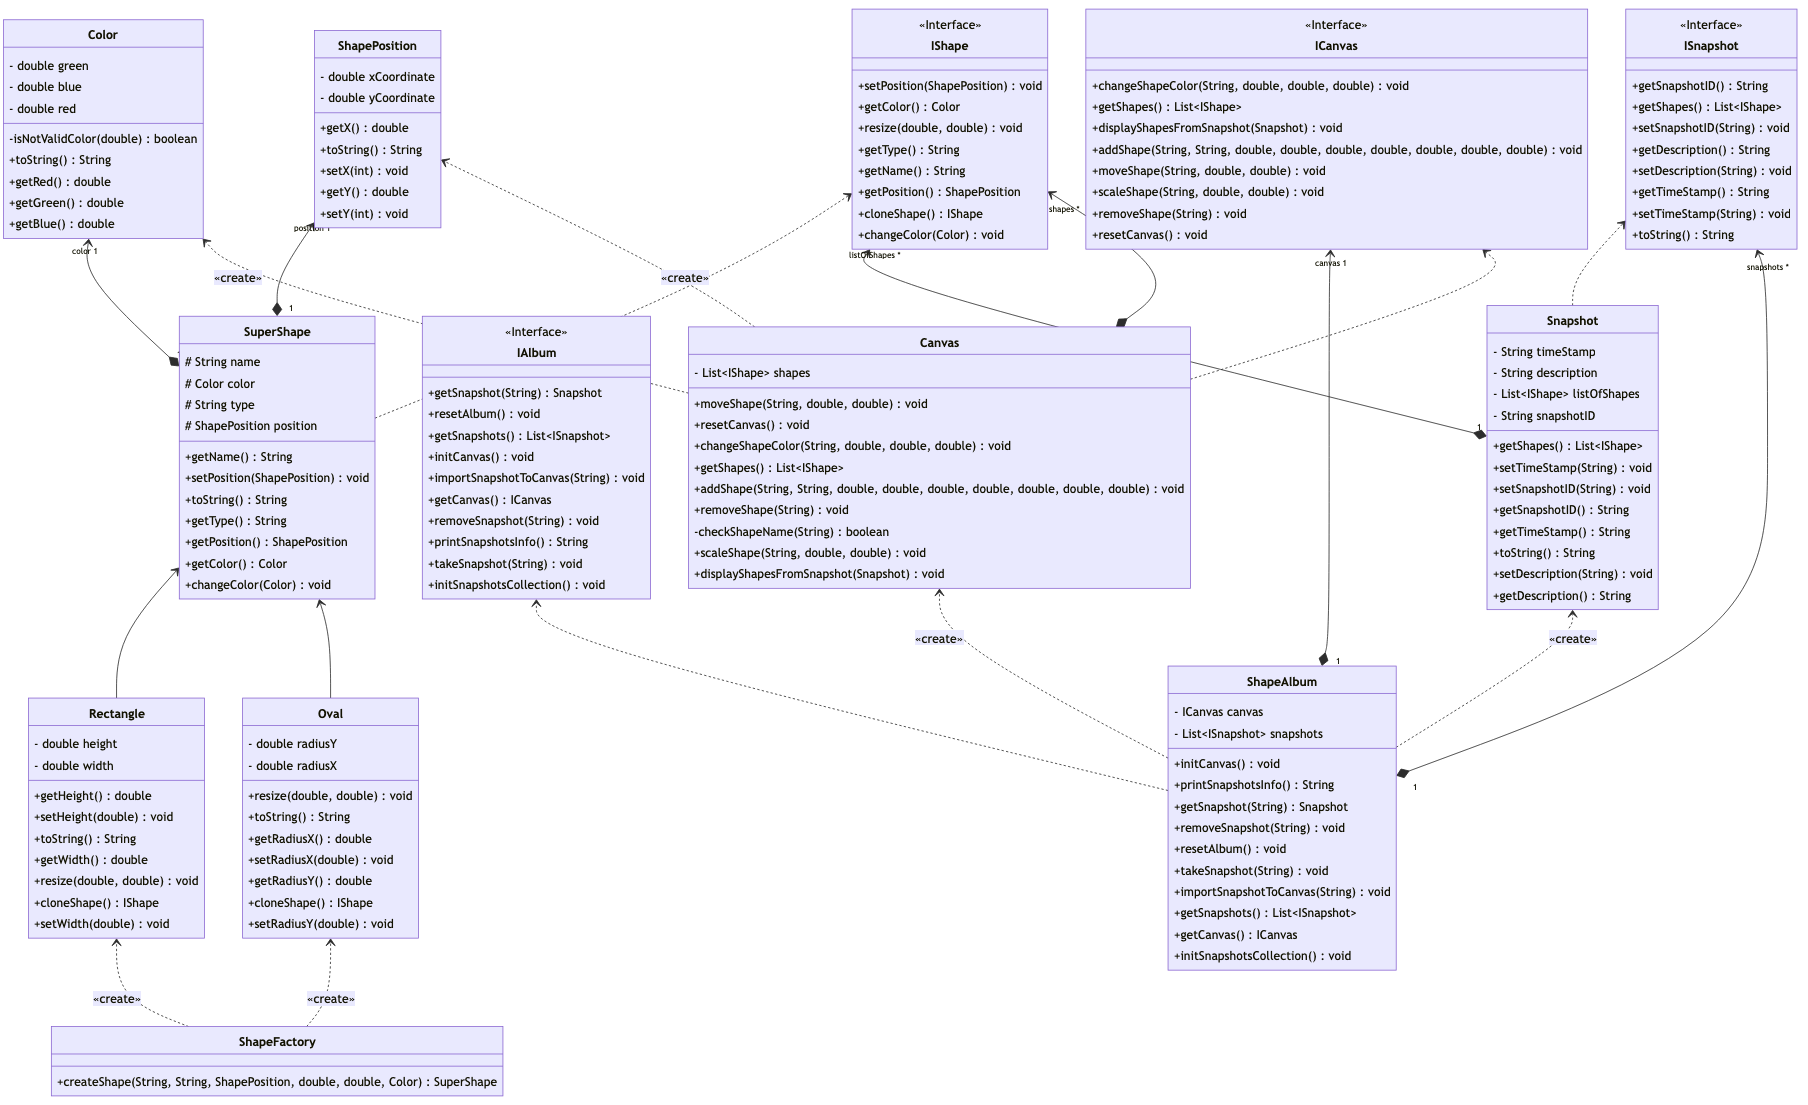 Color
- double green
- double blue
- double red
-isNotValidColor(double) : boolean
+toString() : String
+getRed() : double
+getGreen() : double
+getBlue() : double
ShapePosition
- double xCoordinate
- double yCoordinate
+getX() : double
+toString() : String
+setX(int) : void
+getY() : double
+setY(int) : void
«Interface»
IShape
+setPosition(ShapePosition) : void
+getColor() : Color
+resize(double, double) : void
+getType() : String
+getName() : String
+getPosition() : ShapePosition
+cloneShape() : IShape
+changeColor(Color) : void
«Interface»
ICanvas
+changeShapeColor(String, double, double, double) : void
+getShapes() : List<IShape>
+displayShapesFromSnapshot(Snapshot) : void
+addShape(String, String, double, double, double, double, double, double, double) : void
+moveShape(String, double, double) : void
+scaleShape(String, double, double) : void
+removeShape(String) : void
+resetCanvas() : void
«Interface»
ISnapshot
+getSnapshotID() : String
+getShapes() : List<IShape>
+setSnapshotID(String) : void
+getDescription() : String
+setDescription(String) : void
+getTimeStamp() : String
+setTimeStamp(String) : void
+toString() : String
color 1
position 1
shapes *
listOfShapes *
canvas 1
snapshots *
«create»
«create»
1
SuperShape
# String name
# Color color
# String type
# ShapePosition position
+getName() : String
+setPosition(ShapePosition) : void
+toString() : String
+getType() : String
+getPosition() : ShapePosition
+getColor() : Color
+changeColor(Color) : void
«Interface»
IAlbum
+getSnapshot(String) : Snapshot
+resetAlbum() : void
+getSnapshots() : List<ISnapshot>
+initCanvas() : void
+importSnapshotToCanvas(String) : void
+getCanvas() : ICanvas
+removeSnapshot(String) : void
+printSnapshotsInfo() : String
+takeSnapshot(String) : void
+initSnapshotsCollection() : void
Canvas
- List<IShape> shapes
+moveShape(String, double, double) : void
+resetCanvas() : void
+changeShapeColor(String, double, double, double) : void
+getShapes() : List<IShape>
+addShape(String, String, double, double, double, double, double, double, double) : void
+removeShape(String) : void
-checkShapeName(String) : boolean
+scaleShape(String, double, double) : void
+displayShapesFromSnapshot(Snapshot) : void
1
Snapshot
- String timeStamp
- String description
- List<IShape> listOfShapes
- String snapshotID
+getShapes() : List<IShape>
+setTimeStamp(String) : void
+setSnapshotID(String) : void
+getSnapshotID() : String
+getTimeStamp() : String
+toString() : String
+setDescription(String) : void
+getDescription() : String
«create»
«create»
1
Rectangle
- double height
- double width
+getHeight() : double
+setHeight(double) : void
+toString() : String
+getWidth() : double
+resize(double, double) : void
+cloneShape() : IShape
+setWidth(double) : void
Oval
- double radiusY
- double radiusX
+resize(double, double) : void
+toString() : String
+getRadiusX() : double
+setRadiusX(double) : void
+getRadiusY() : double
+cloneShape() : IShape
+setRadiusY(double) : void
ShapeAlbum
- ICanvas canvas
- List<ISnapshot> snapshots
+initCanvas() : void
+printSnapshotsInfo() : String
+getSnapshot(String) : Snapshot
+removeSnapshot(String) : void
+resetAlbum() : void
+takeSnapshot(String) : void
+importSnapshotToCanvas(String) : void
+getSnapshots() : List<ISnapshot>
+getCanvas() : ICanvas
+initSnapshotsCollection() : void
1
«create»
«create»
ShapeFactory
+createShape(String, String, ShapePosition, double, double, Color) : SuperShape